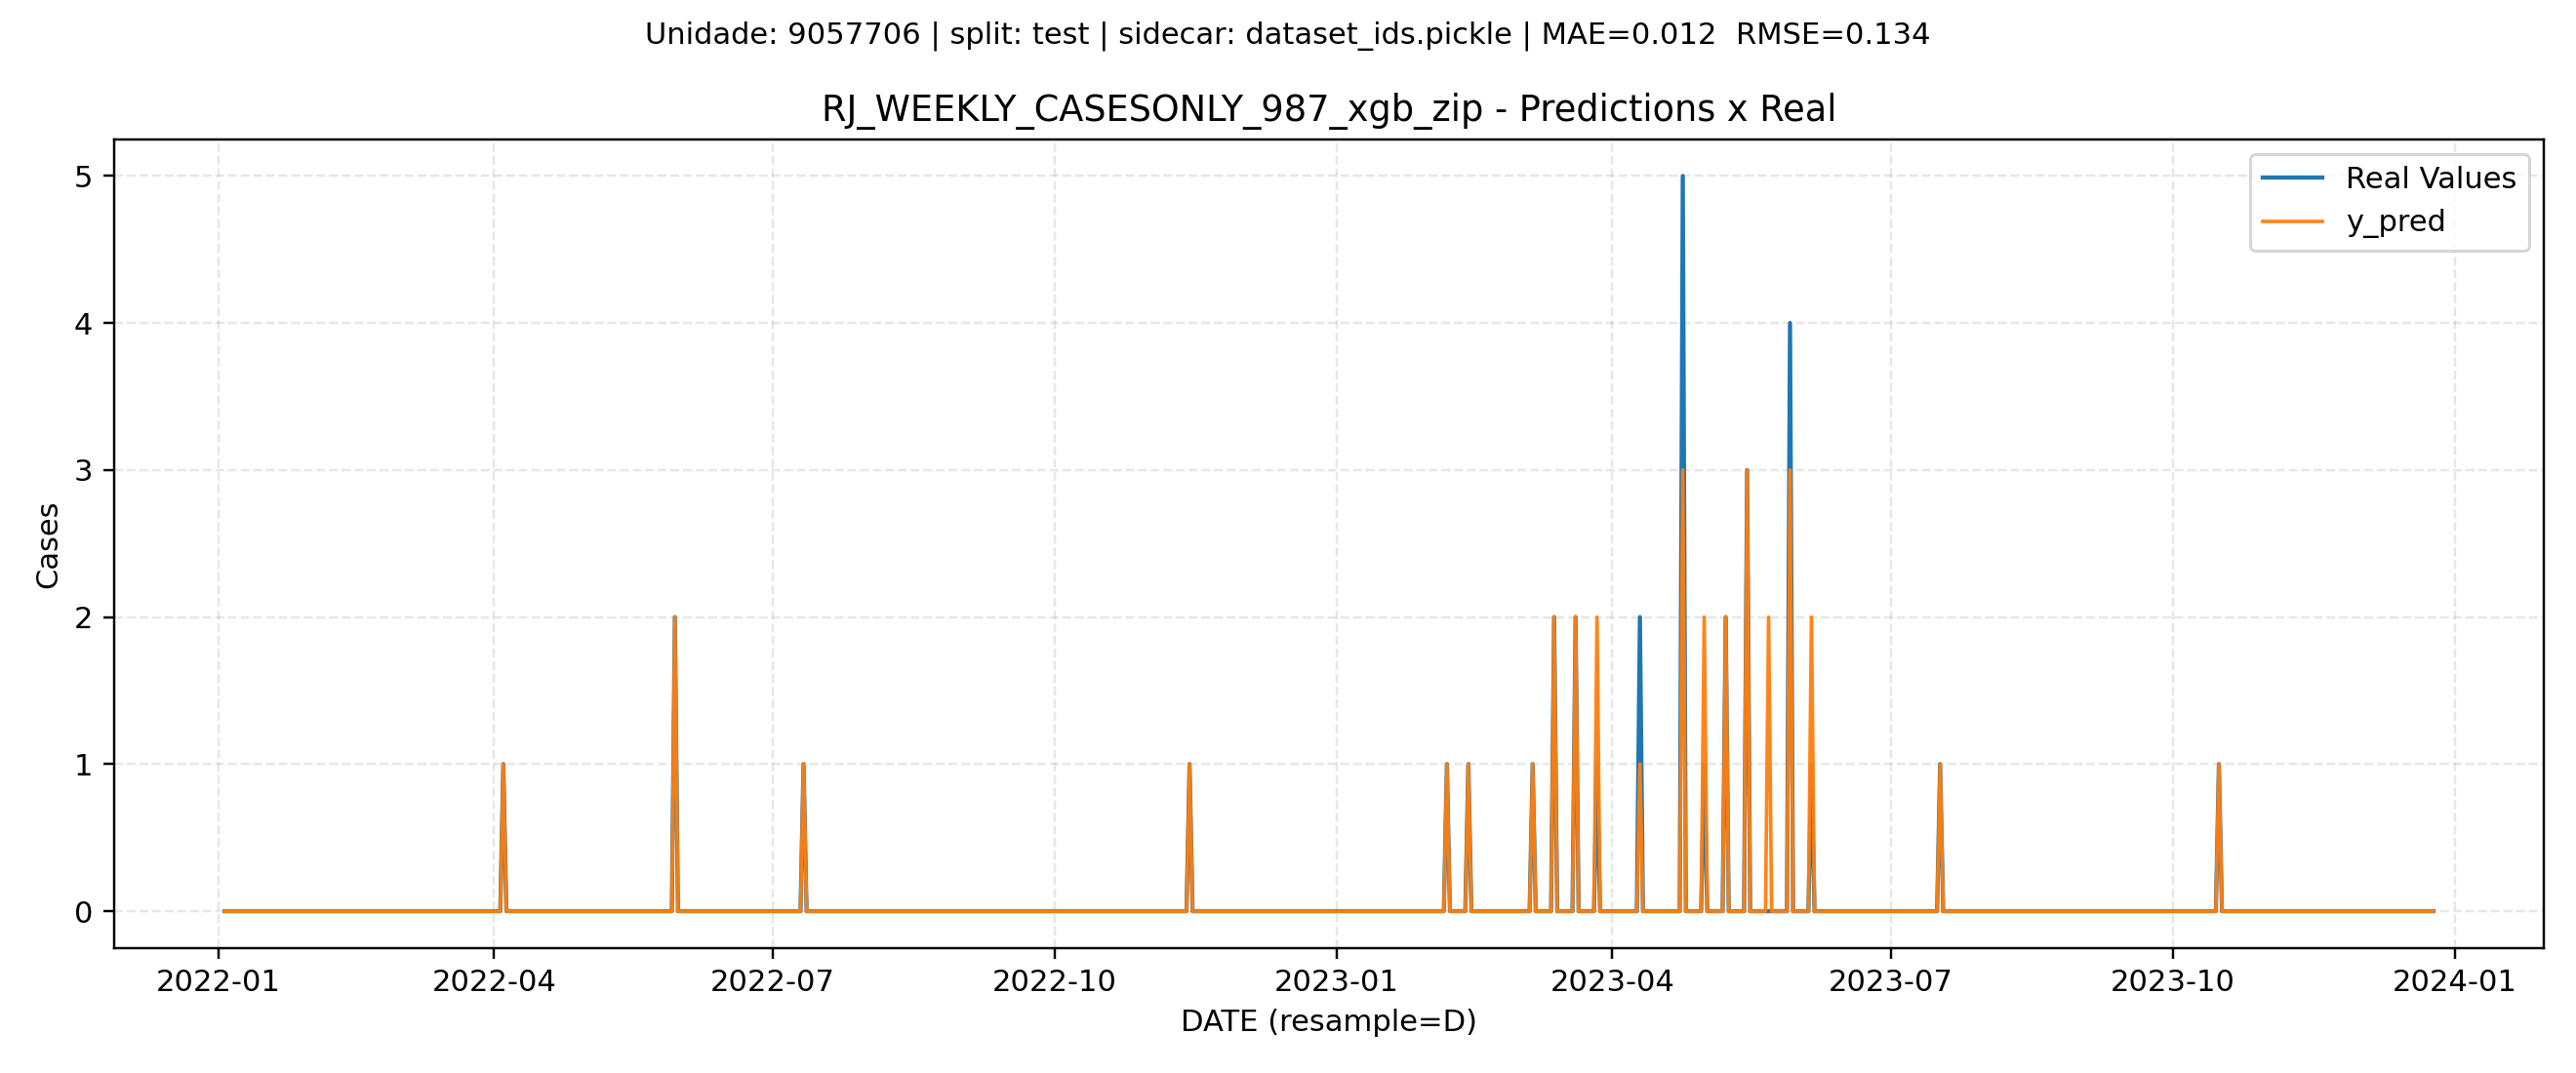 Unidade: 9057706 | split: test | sidecar: dataset_ids.pickle | MAE=0.012  RMSE=0.134
RJ_WEEKLY_CASESONLY_987_xgb_zip - Predictions x Real
Real Values
y_pred
5
4
3
2
1
0
Cases
2022-01
2022-04
2022-07
2022-10
2023-01
2023-04
2023-07
2023-10
2024-01
DATE (resample=D)